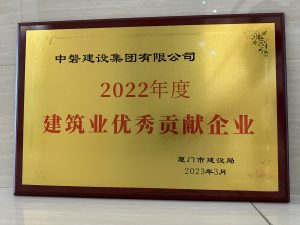 中磐建设集团有限公司
2022年度
建筑业优秀贡献企业
厦门市建设局
2023年3月